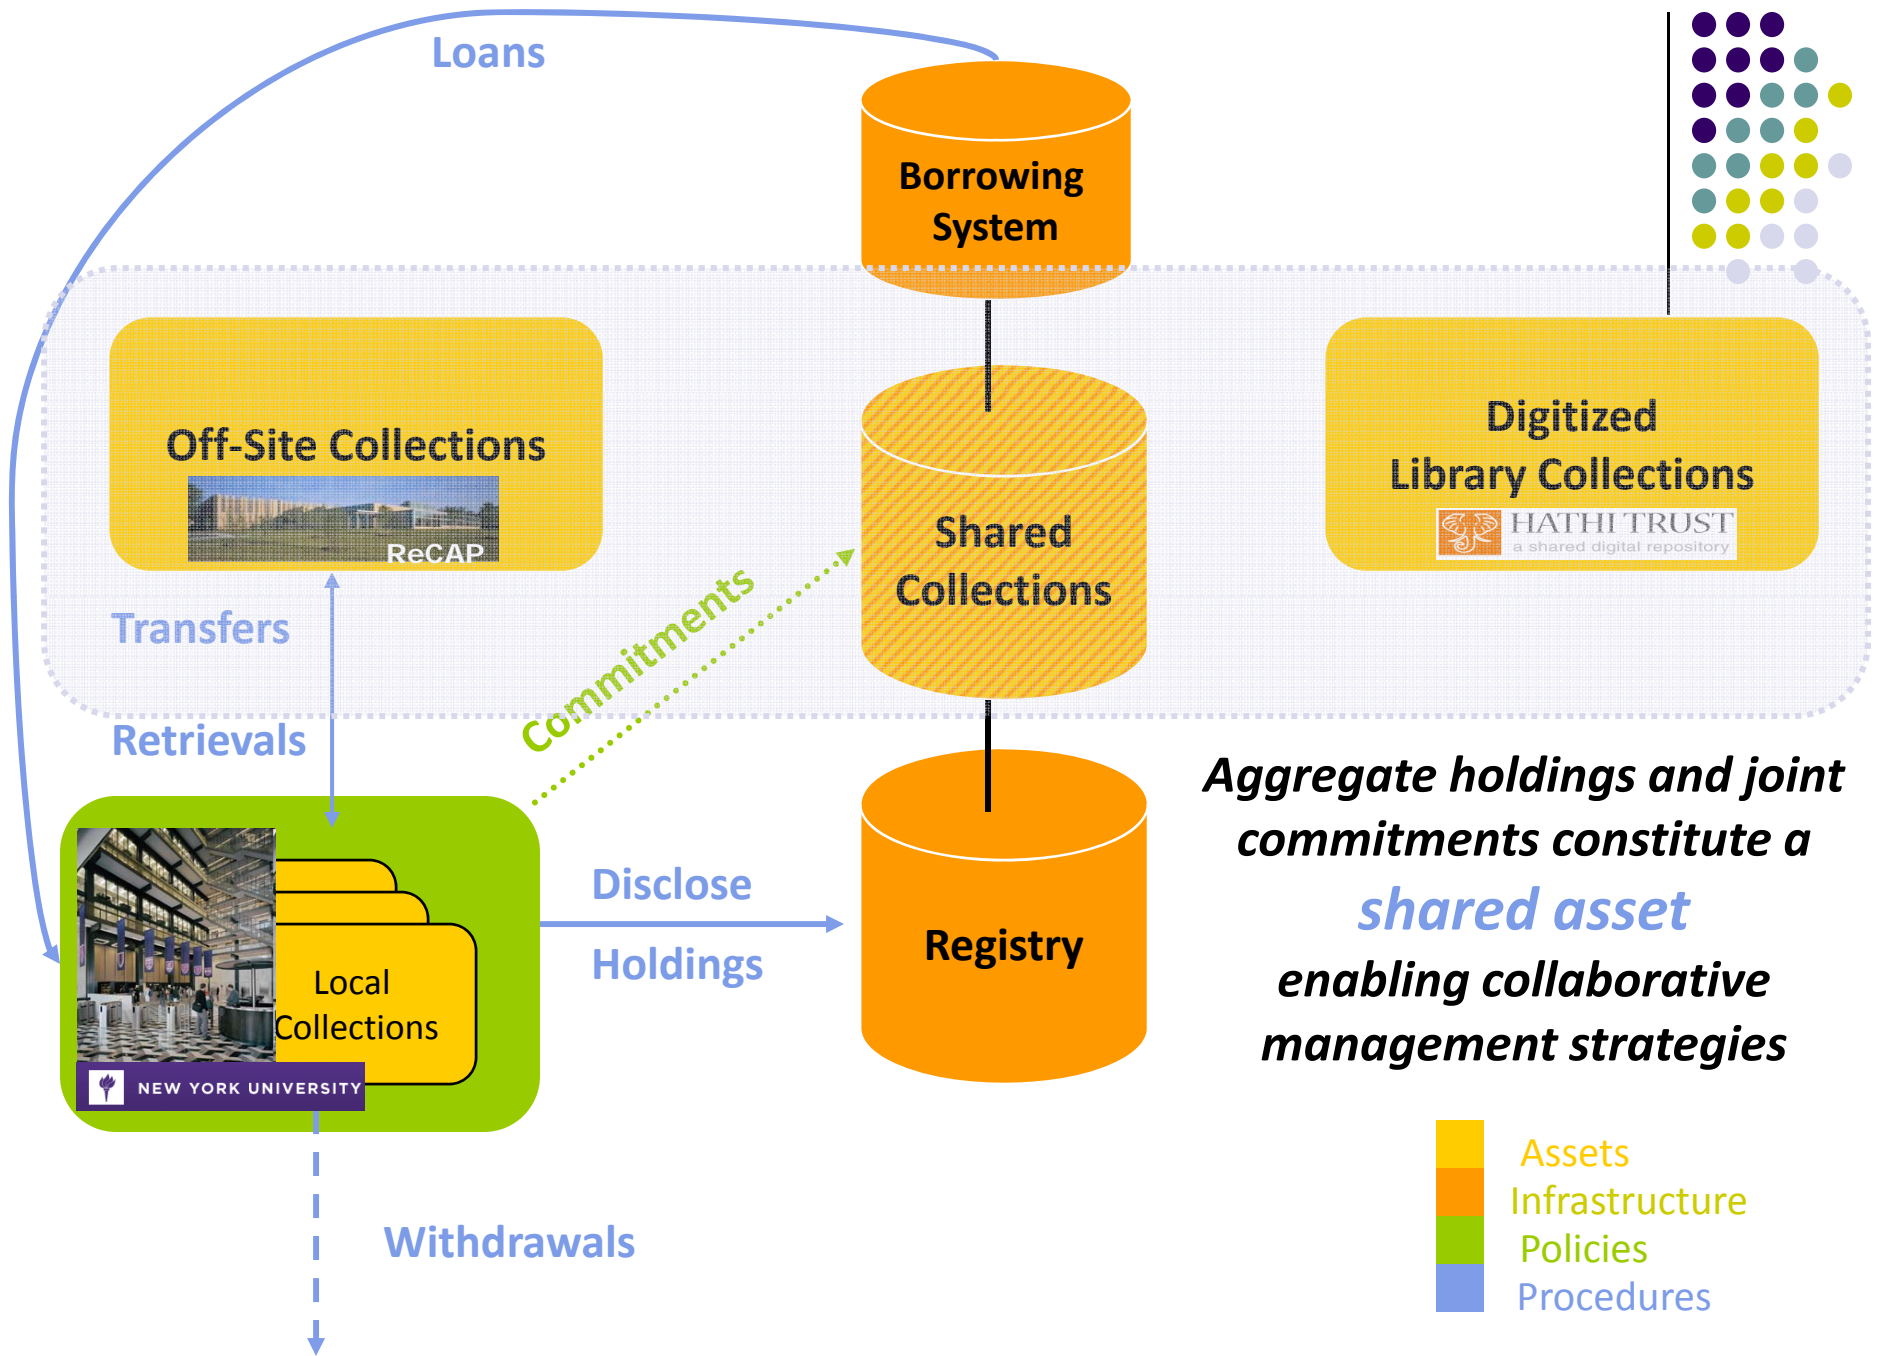 Loans
Borrowing
System
Off-Site Collections
ReCAP
Digitized
Library Collections
HATHI TRUST
a shared digital repository
Shared
Collections
Transfers
Commitments
Retrievals
Aggregate holdings and joint
commitments constitute a
shared asset
enabling collaborative
management strategies
Disclose
Holdings
Registry
Local
Collections
NEW YORK UNIVERSITY
Withdrawals
Assets
Infrastructure
Policies
Procedures